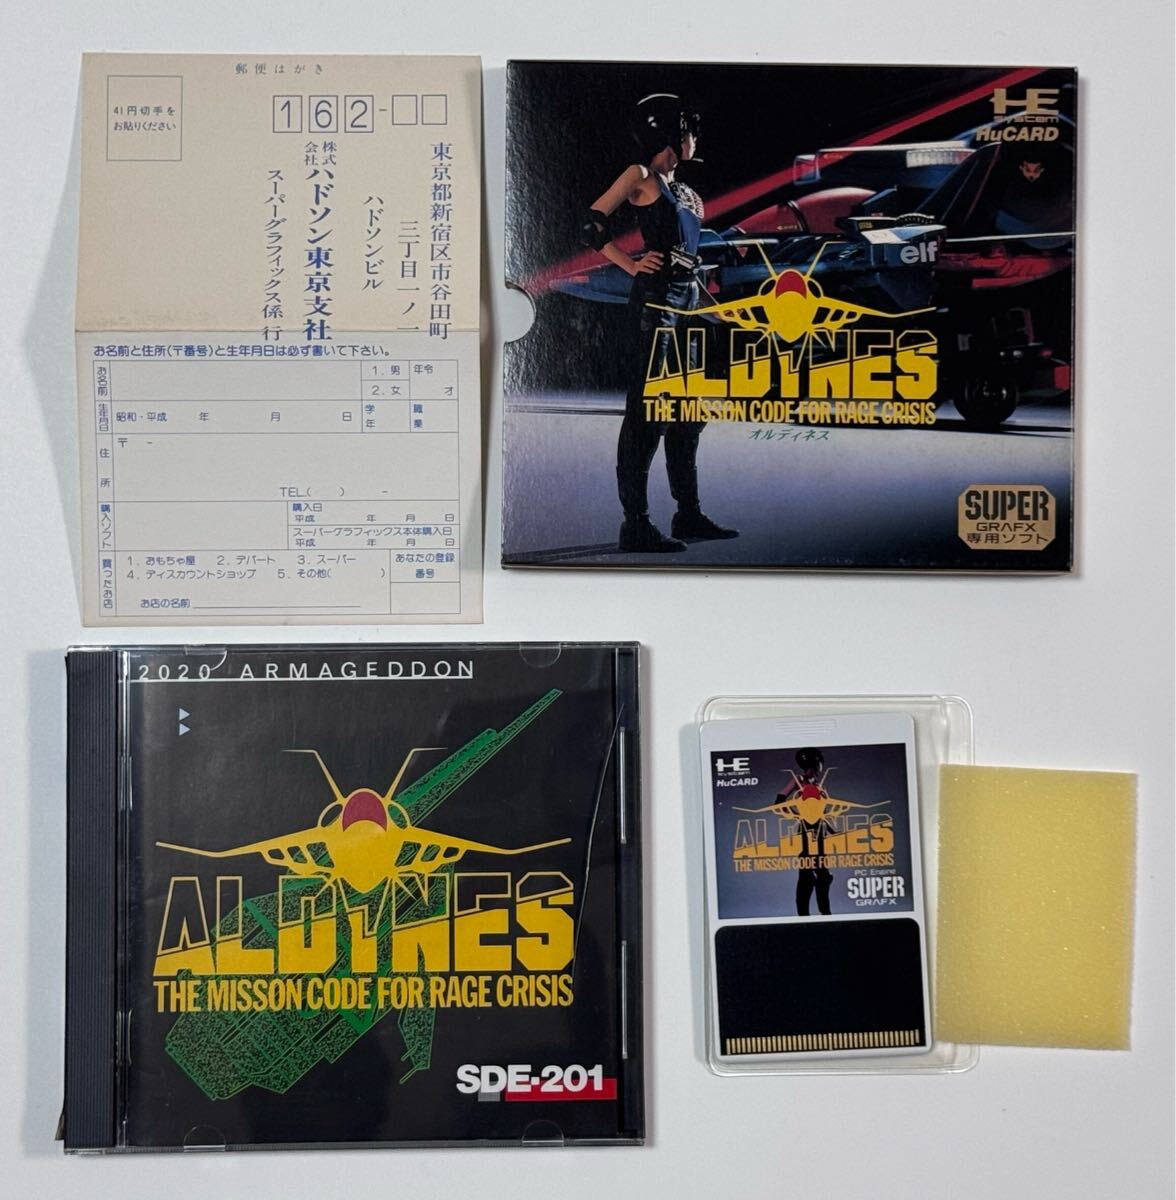 郵便はがき
41円切手を
お貼りください
162-
東京都新宿区市谷田町
三丁目一ノ一
ハドソンビル
株式会社ハドソン東京支社
スーパーグラフィックス係 行
お名前と住所(〒番号)と生年月日は必ず書いて下さい。
お名前
1. 男
2. 女
年令
才
生年月日
昭和・平成 年 月 日
学年
職業
住所
〒 -
TEL( ) -
購入ソフト
購入日
平成 年 月 日
スーパーグラフィックス本体購入日
平成 年 月 日
買ったお店
1. おもちゃ屋 2. デパート 3. スーパー
4. ディスカウントショップ 5. その他( )
お店の名前
あなたの登録
番号
HE
system
HuCARD
elf
ALDYNES
THE MISSON CODE FOR RAGE CRISIS
オルディネス
SUPER
GRAFX
専用ソフト
2020 ARMAGEDDON
ALDYNES
THE MISSON CODE FOR RAGE CRISIS
SDE-201
HE
system
HuCARD
ALDYNES
THE MISSON CODE FOR RAGE CRISIS
PC Engine
SUPER
GRAFX